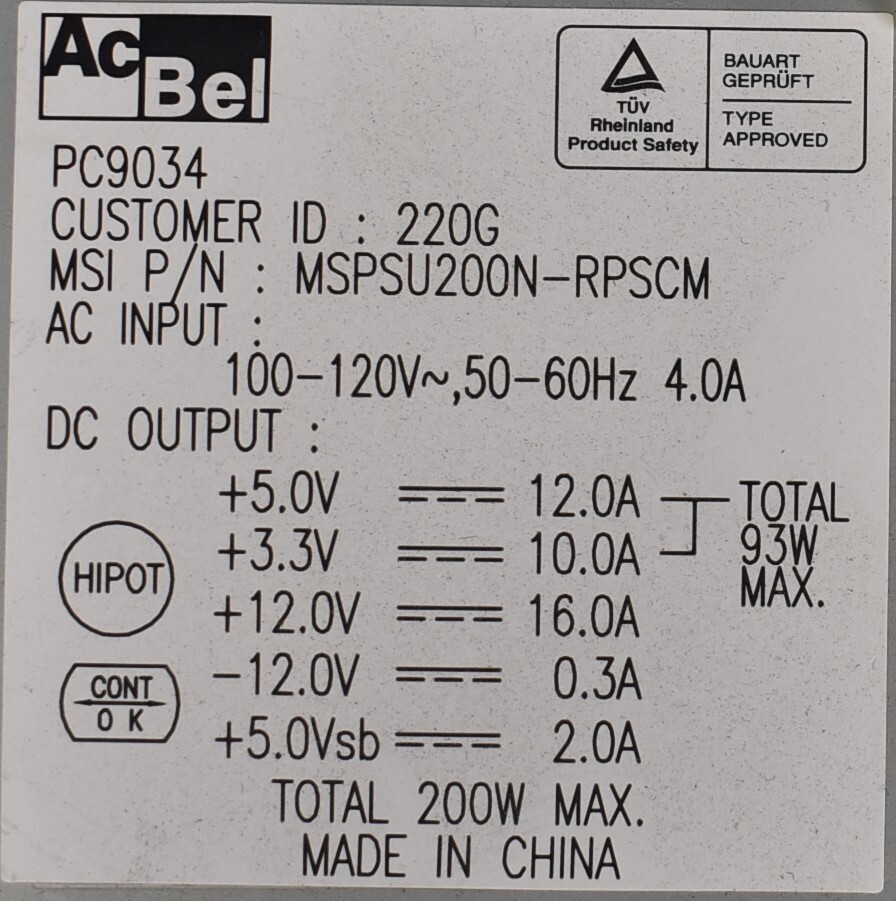 AcBel
TÜV
Rheinland
Product Safety
BAUART
GEPRÜFT
TYPE
APPROVED
PC9034
CUSTOMER ID : 220G
MSI P/N : MSPSU200N-RPSCM
AC INPUT :
100-120V~,50-60Hz 4.0A
DC OUTPUT :
+5.0V 12.0A TOTAL
+3.3V 10.0A 93W
MAX.
HIPOT
+12.0V 16.0A
-12.0V 0.3A
CONT
OK
+5.0Vsb 2.0A
TOTAL 200W MAX.
MADE IN CHINA